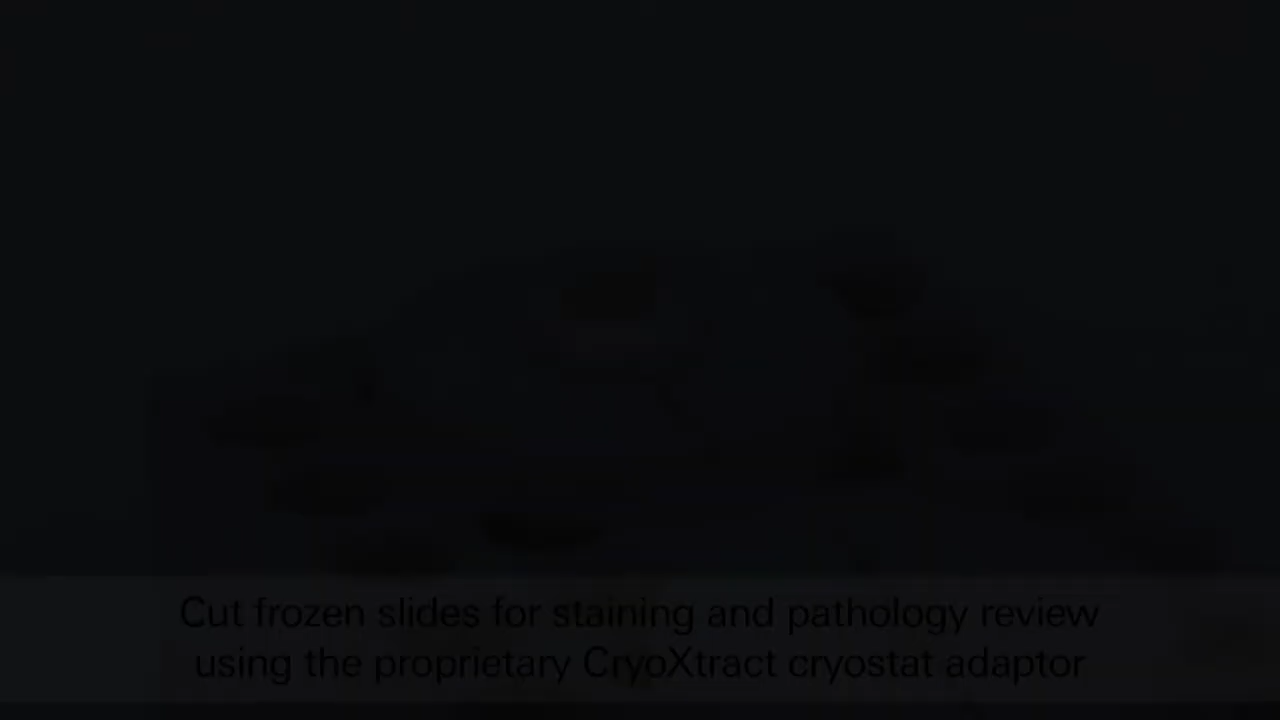 Cut frozen slides for staining and pathology review
using the proprietary CryoXtract cryostat adaptor